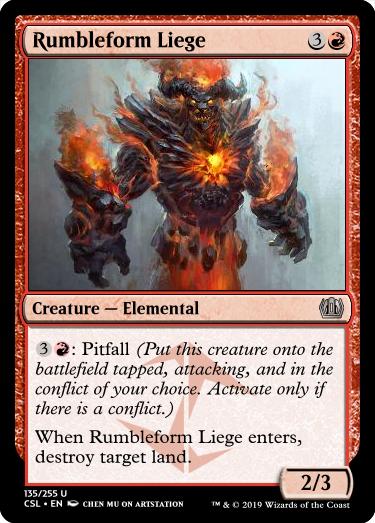 Rumbleform Liege 3
Creature — Elemental
3 : Pitfall (Put this creature onto the
battlefield tapped, attacking, and in the
conflict of your choice. Activate only if
there is a conflict.)
When Rumbleform Liege enters,
destroy target land.
2/3
135/255 U
CSL • EN CHEN MU ON ARTSTATION ™ & © 2019 Wizards of the Coast